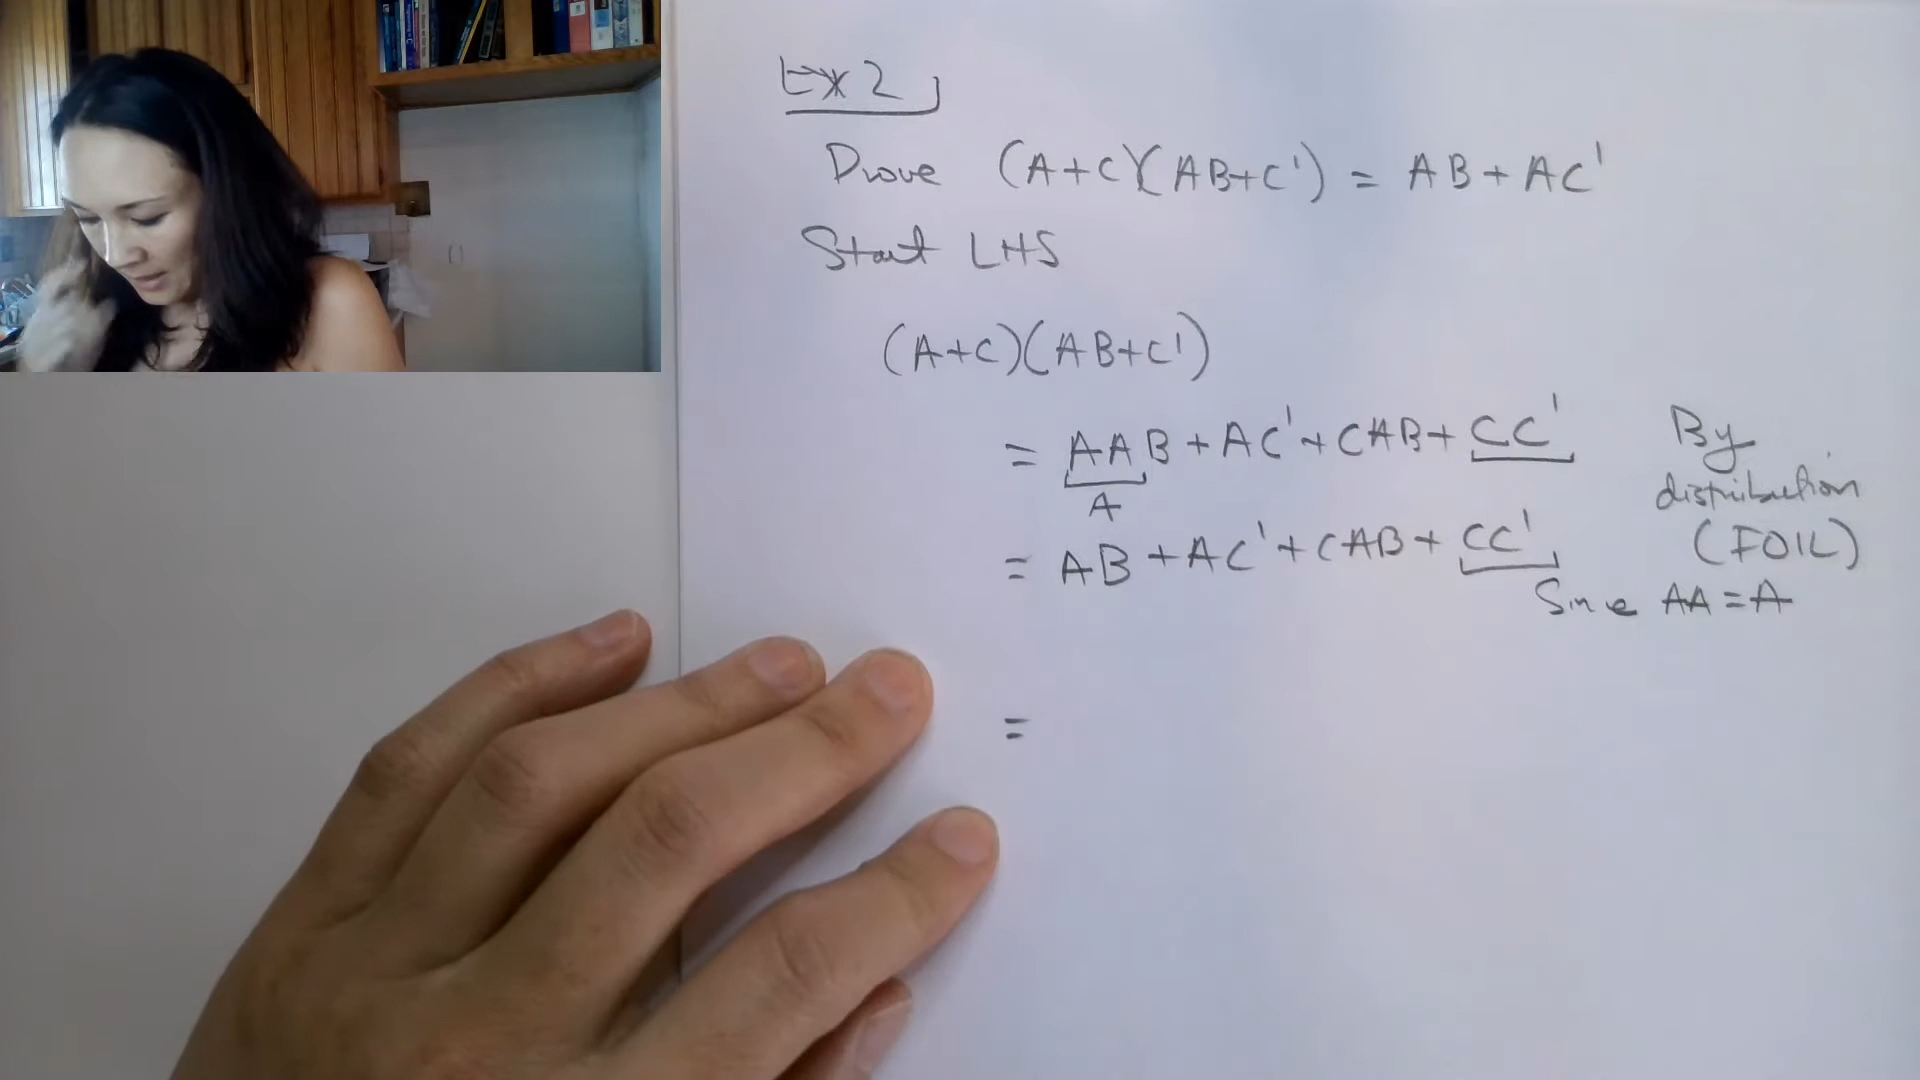 Ex 2
Prove (A+C)(AB+C') = AB + AC'
Start LHS
(A+C)(AB+C')
= AAB + AC' + CAB + CC' By
A distribution
= AB + AC' + CAB + CC' (FOIL)
Since AA = A
=